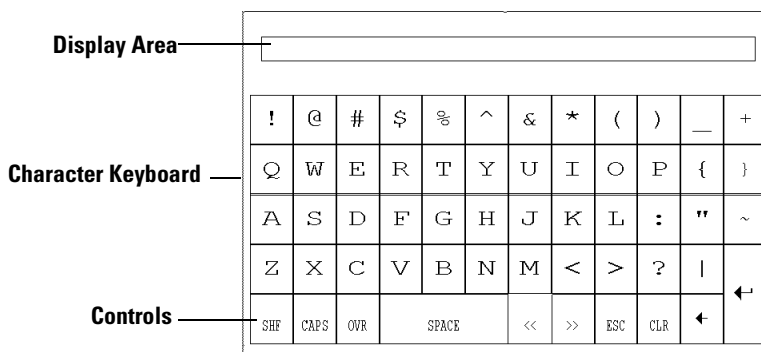 Display Area
! @ # $ % ^ & * ( ) _ +
Character Keyboard
Q W E R T Y U I O P { }
A S D F G H J K L : " ~
Z X C V B N M < > ? | ↵
Controls
SHF CAPS OVR SPACE << >> ESC CLR ←